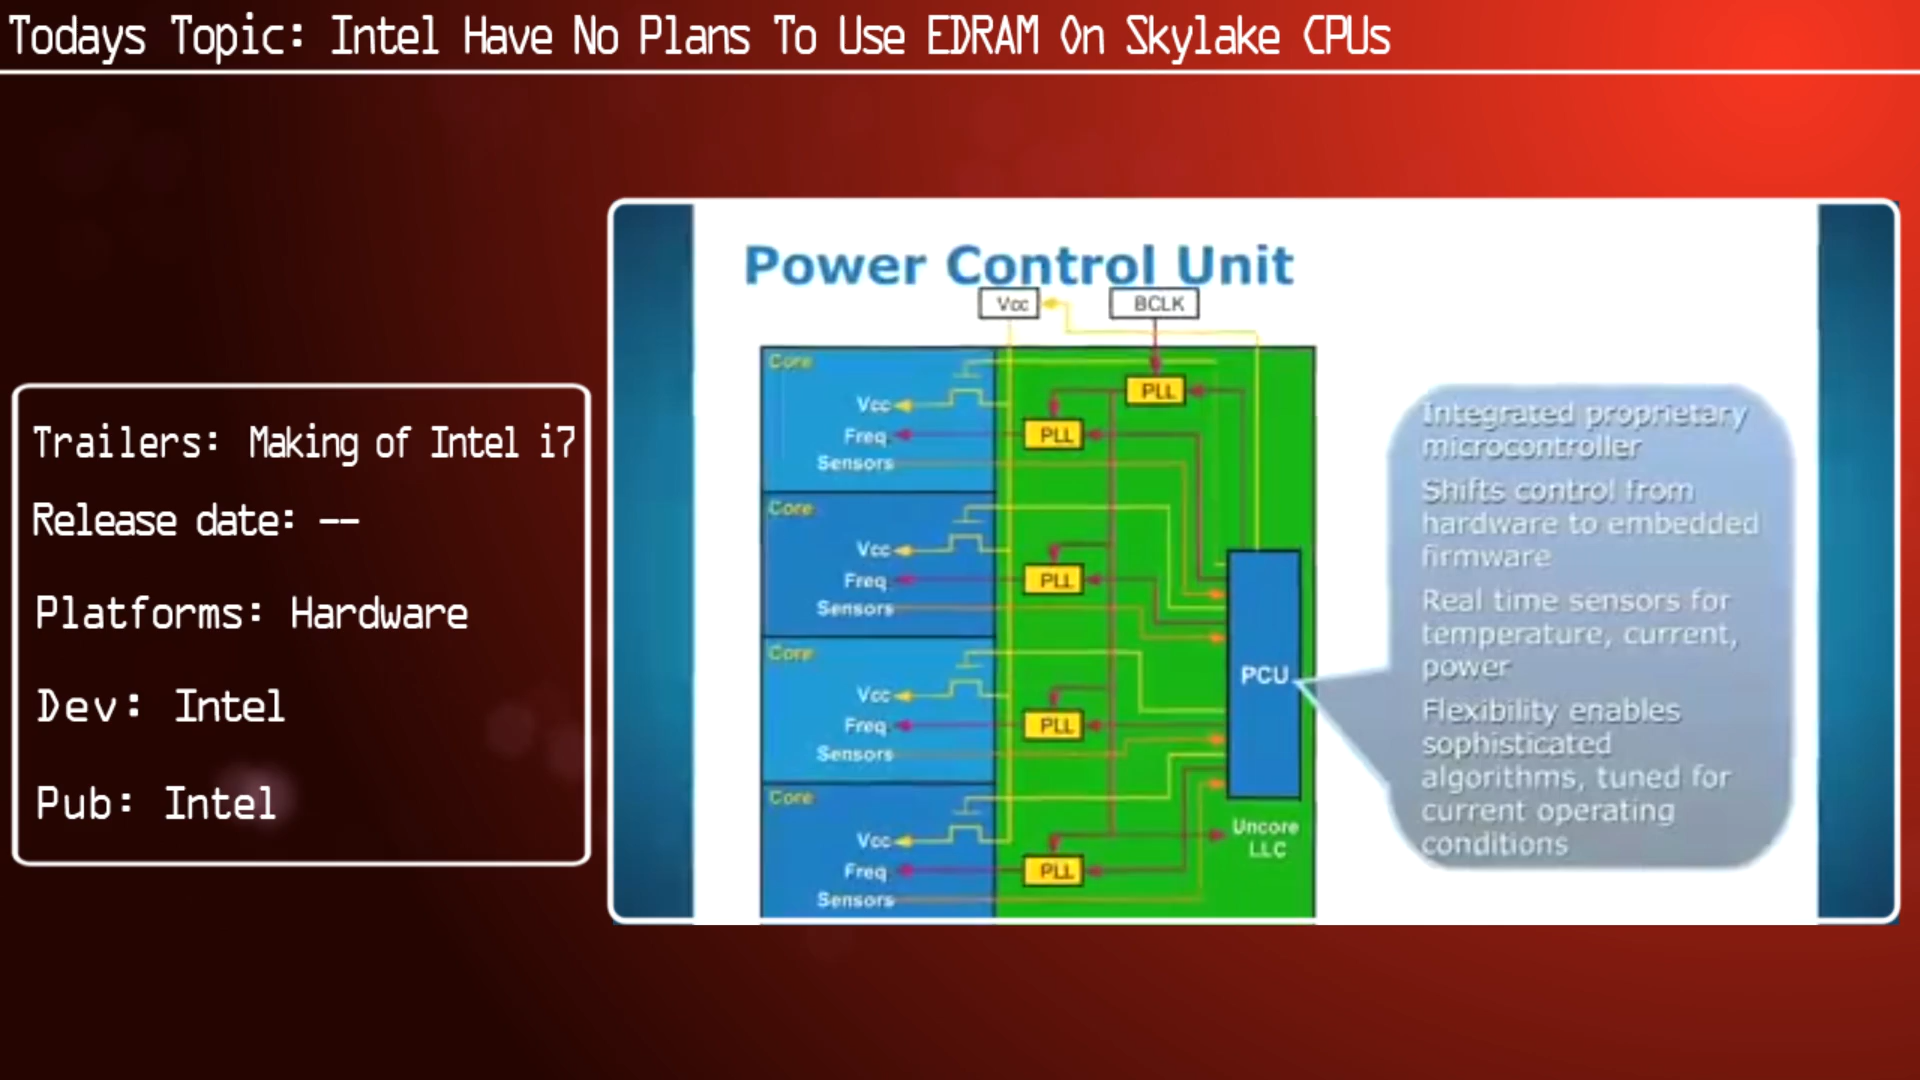 Todays Topic: Intel Have No Plans To Use EDRAM On Skylake CPUs
Trailers: Making of Intel i7
Release date: --
Platforms: Hardware
Dev: Intel
Pub: Intel
Power Control Unit
Vcc
BCLK
Core
PLL
Vcc
Freq
PLL
Sensors
Core
Vcc
Freq
PLL
Sensors
Core
Vcc
Freq
PLL
Sensors
Core
Vcc
Freq
PLL
Sensors
PCU
Uncore
LLC
Integrated proprietary
microcontroller
Shifts control from
hardware to embedded
firmware
Real time sensors for
temperature, current,
power
Flexibility enables
sophisticated
algorithms, tuned for
current operating
conditions